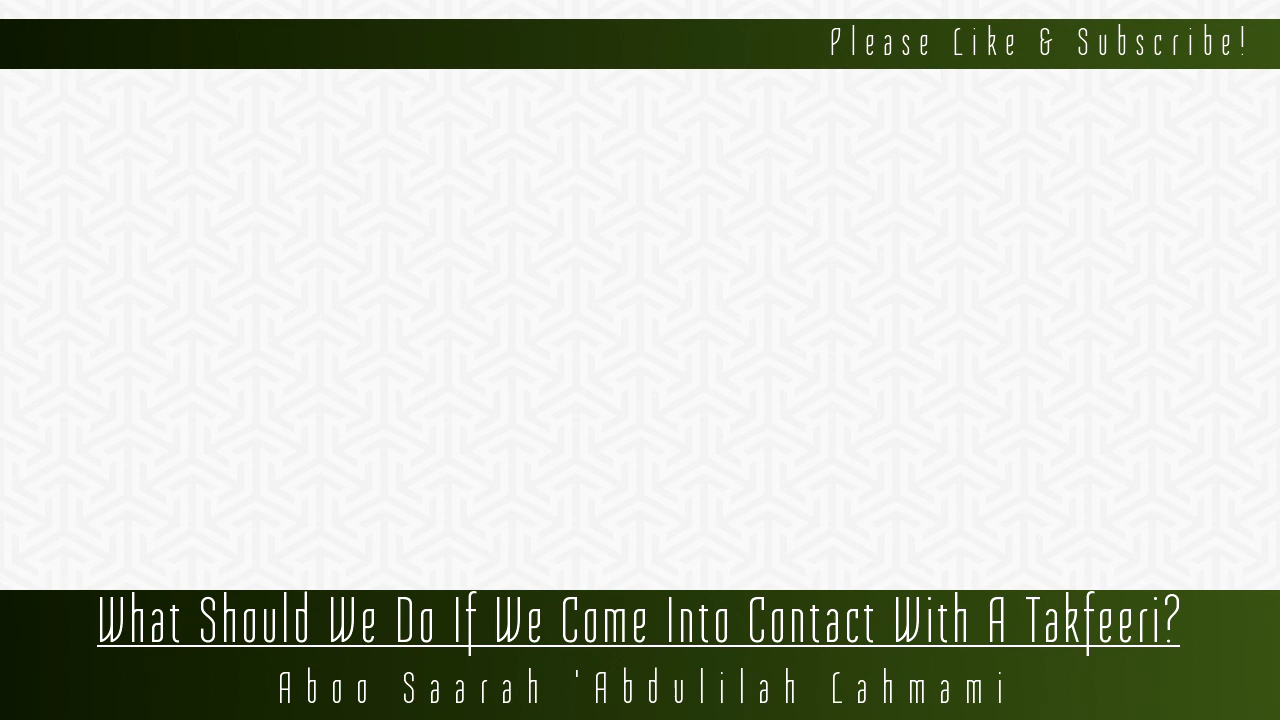 Please Like & Subscribe!
What Should We Do If We Come Into Contact With A Takfeeri?
Aboo Saarah 'Abdulilah Lahmami